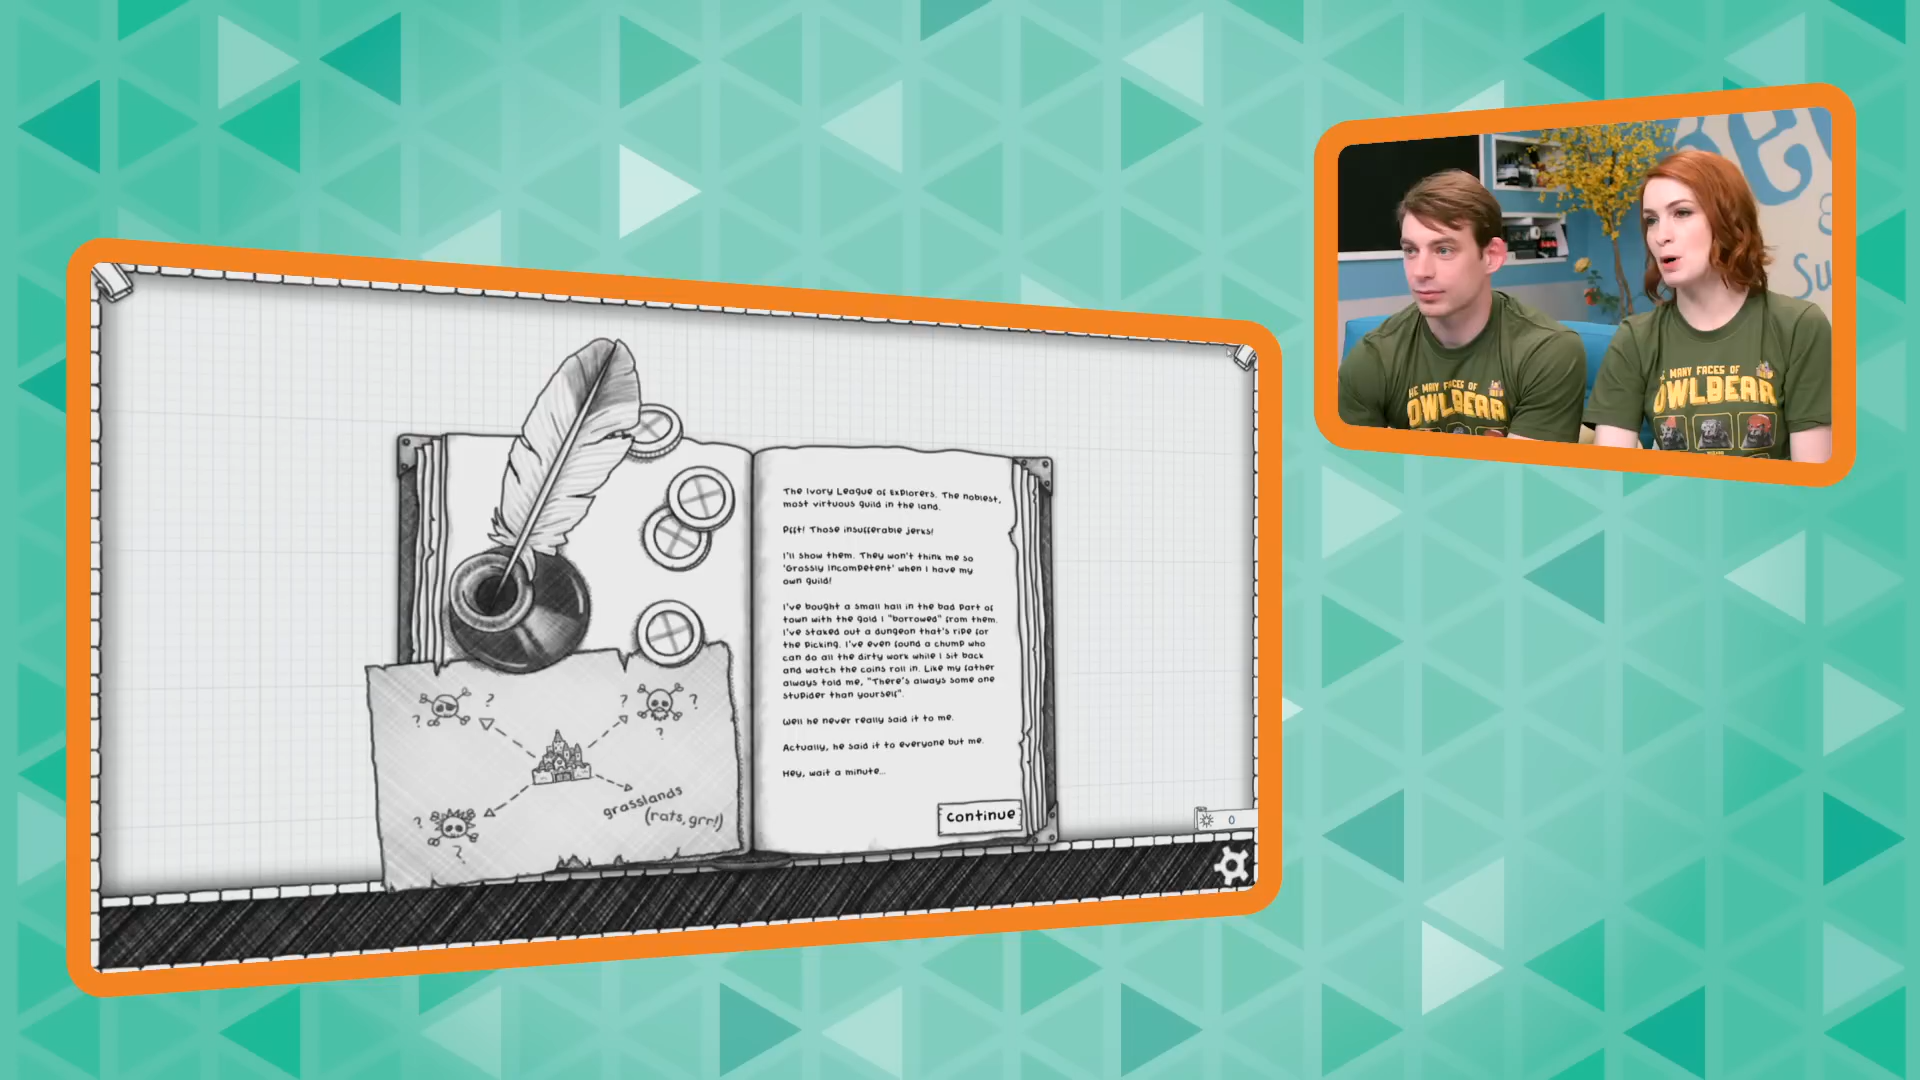 The Ivory League of Explorers. The noblest,
most virtuous guild in the land.
Pfft! Those insufferable jerks!
I'll show them. They won't think me so
'Grossly Incompetent' when I have my
own guild!
I've bought a small hall in the bad part of
town with the gold I "borrowed" from them.
I've staked out a dungeon that's ripe for
the picking. I've even found a chump who
can do all the dirty work while I sit back
and watch the coins roll in. Like my father
always told me, "There's always some one
stupider than yourself".
Well he never really said it to me.
Actually, he said it to everyone but me.
Hey, wait a minute...
continue
? ?
? ? ?
? ?
grasslands
(rats, grr!)
0
MANY FACES OF
OWLBEAR
MANY FACES OF
OWLBEAR
&
Su